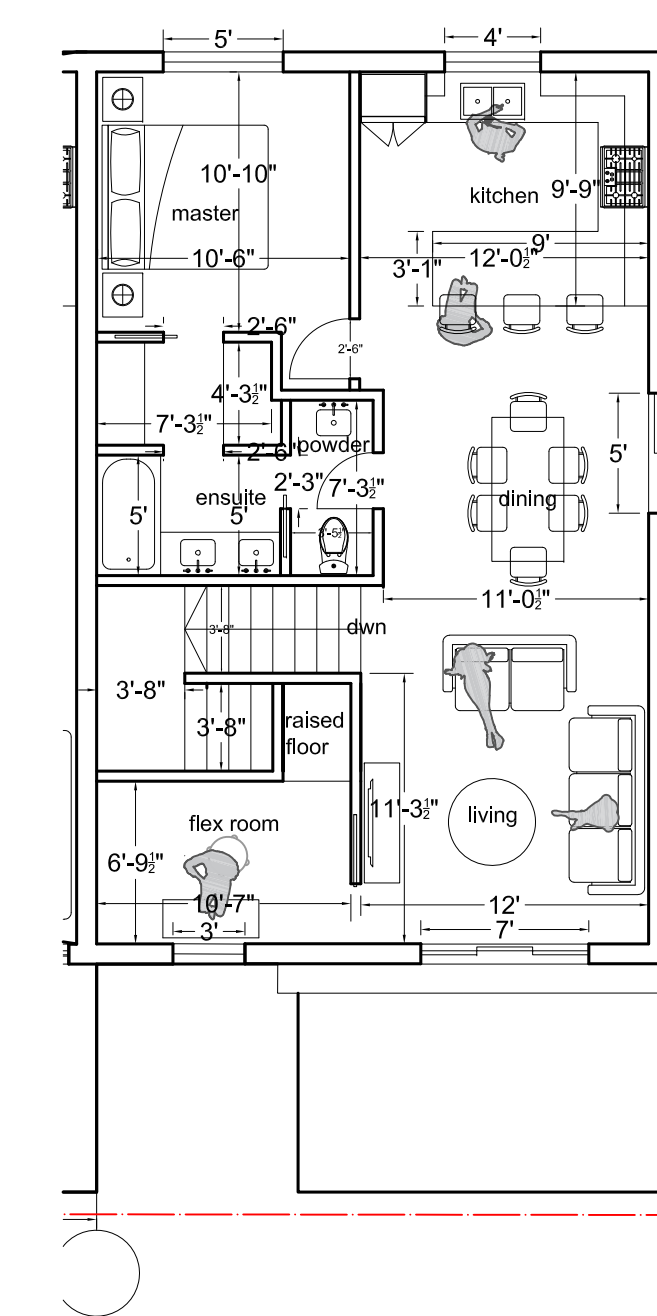 5'
4'
10'-10"
kitchen
9'-9"
master
9'
10'-6"
12'-0½"
3'-1"
2'-6"
2'-6"
4'-3½"
7'-3½"
5'
powder
2'-6"
2'-3"
7'-3½"
ensuite
dining
5'
5'
11'-0½"
3'-8"
dwn
3'-8"
3'-8"
raised
floor
11'-3½"
living
flex room
6'-9½"
10'-7"
12'
3'
7'